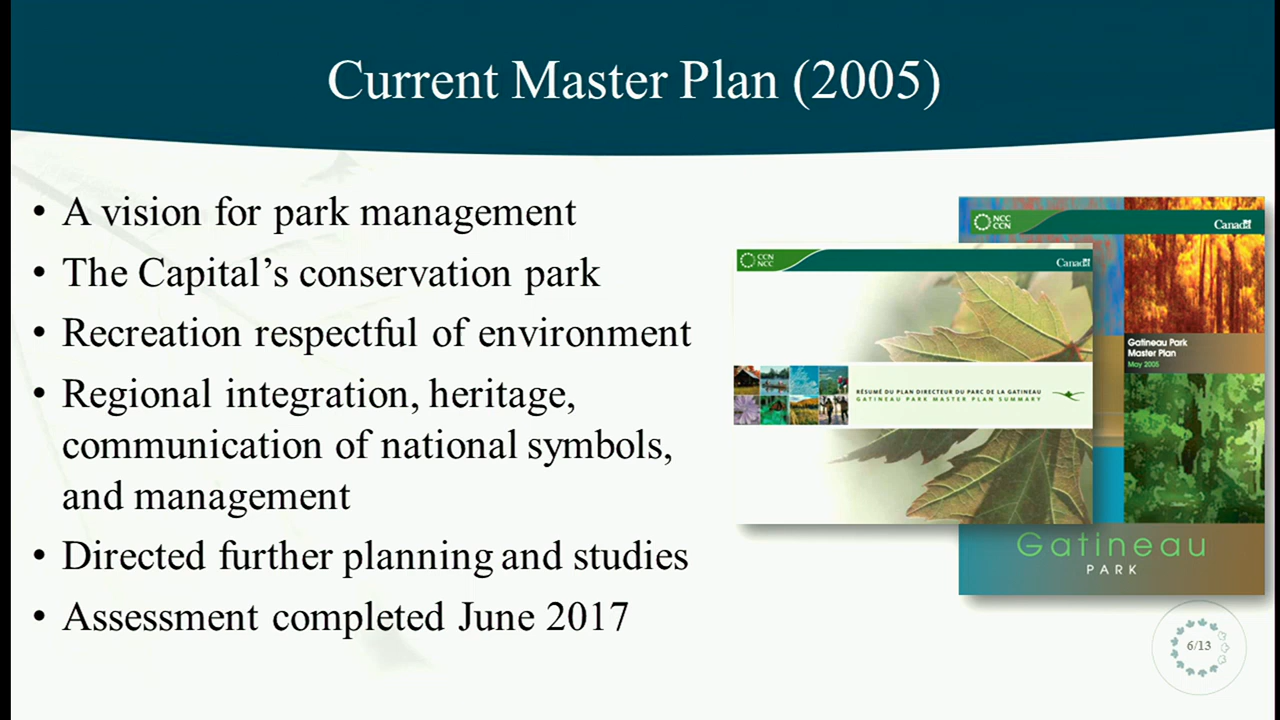 Current Master Plan (2005)
• A vision for park management
• The Capital’s conservation park
• Recreation respectful of environment
• Regional integration, heritage,
communication of national symbols,
and management
• Directed further planning and studies
• Assessment completed June 2017
CCN
NCC
Canada
RÉSUMÉ DU PLAN DIRECTEUR DU PARC DE LA GATINEAU
GATINEAU PARK MASTER PLAN SUMMARY
NCC
CCN
Canada
Gatineau Park
Master Plan
May 2005
Gatineau
PARK
6/13